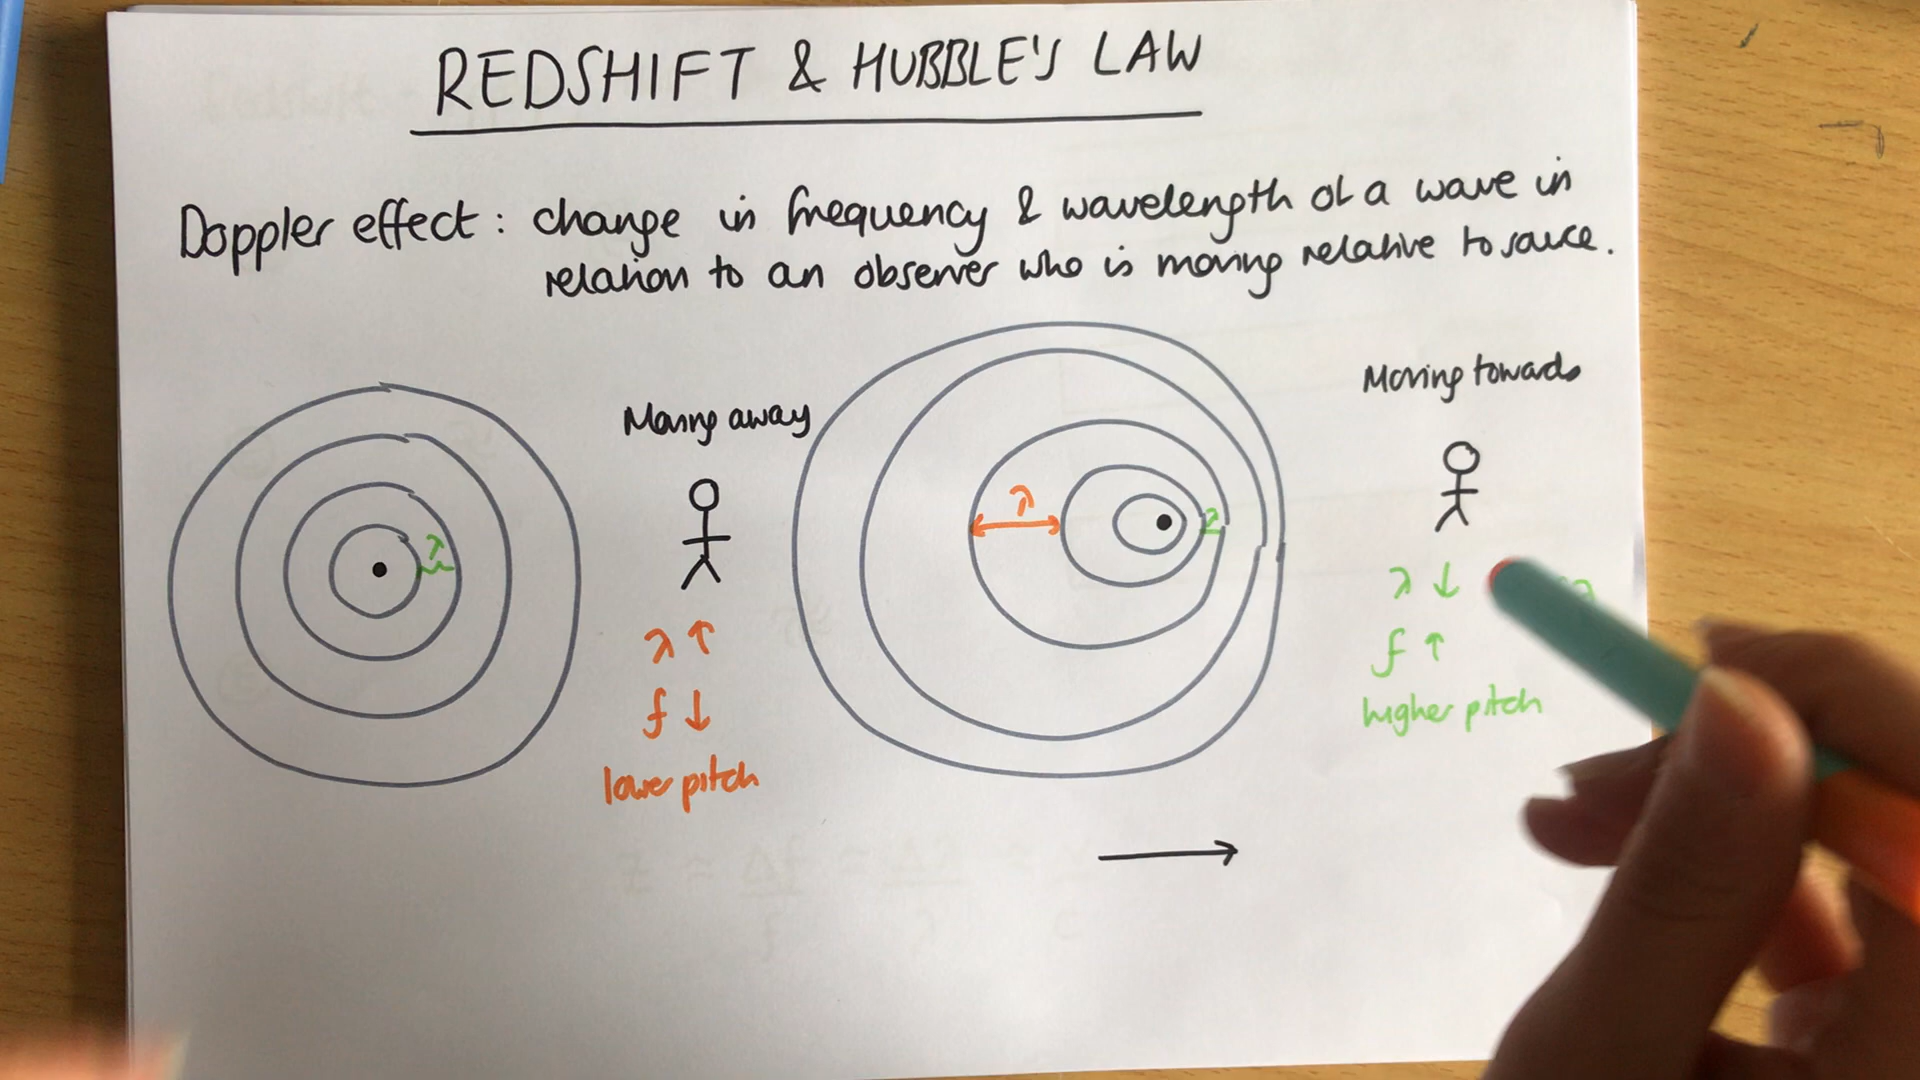 REDSHIFT & HUBBLE'S LAW
Doppler effect: change in frequency & wavelength of a wave in
relation to an observer who is moving relative to source.
Moving away
Moving towards
λ
λ
λ
λ ↑
f ↓
lower pitch
λ ↓
f ↑
higher pitch